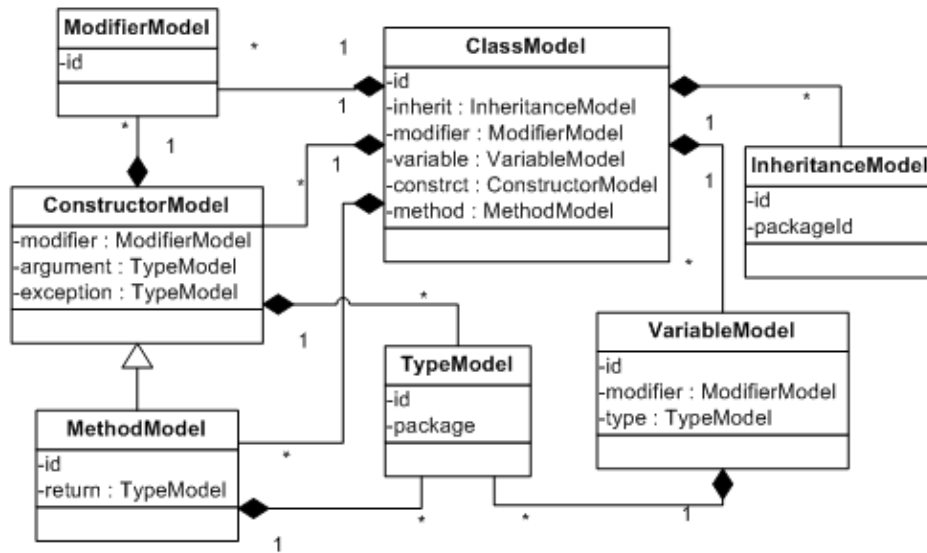 ModifierModel
-id
*
1
ClassModel
-id
-inherit : InheritanceModel
-modifier : ModifierModel
-variable : VariableModel
-constrct : ConstructorModel
-method : MethodModel
*
1
1
*
1
1
*
1
InheritanceModel
-id
-packageId
ConstructorModel
-modifier : ModifierModel
-argument : TypeModel
-exception : TypeModel
*
1
*
VariableModel
-id
-modifier : ModifierModel
-type : TypeModel
TypeModel
-id
-package
MethodModel
-id
-return : TypeModel
*
1
*
*
1